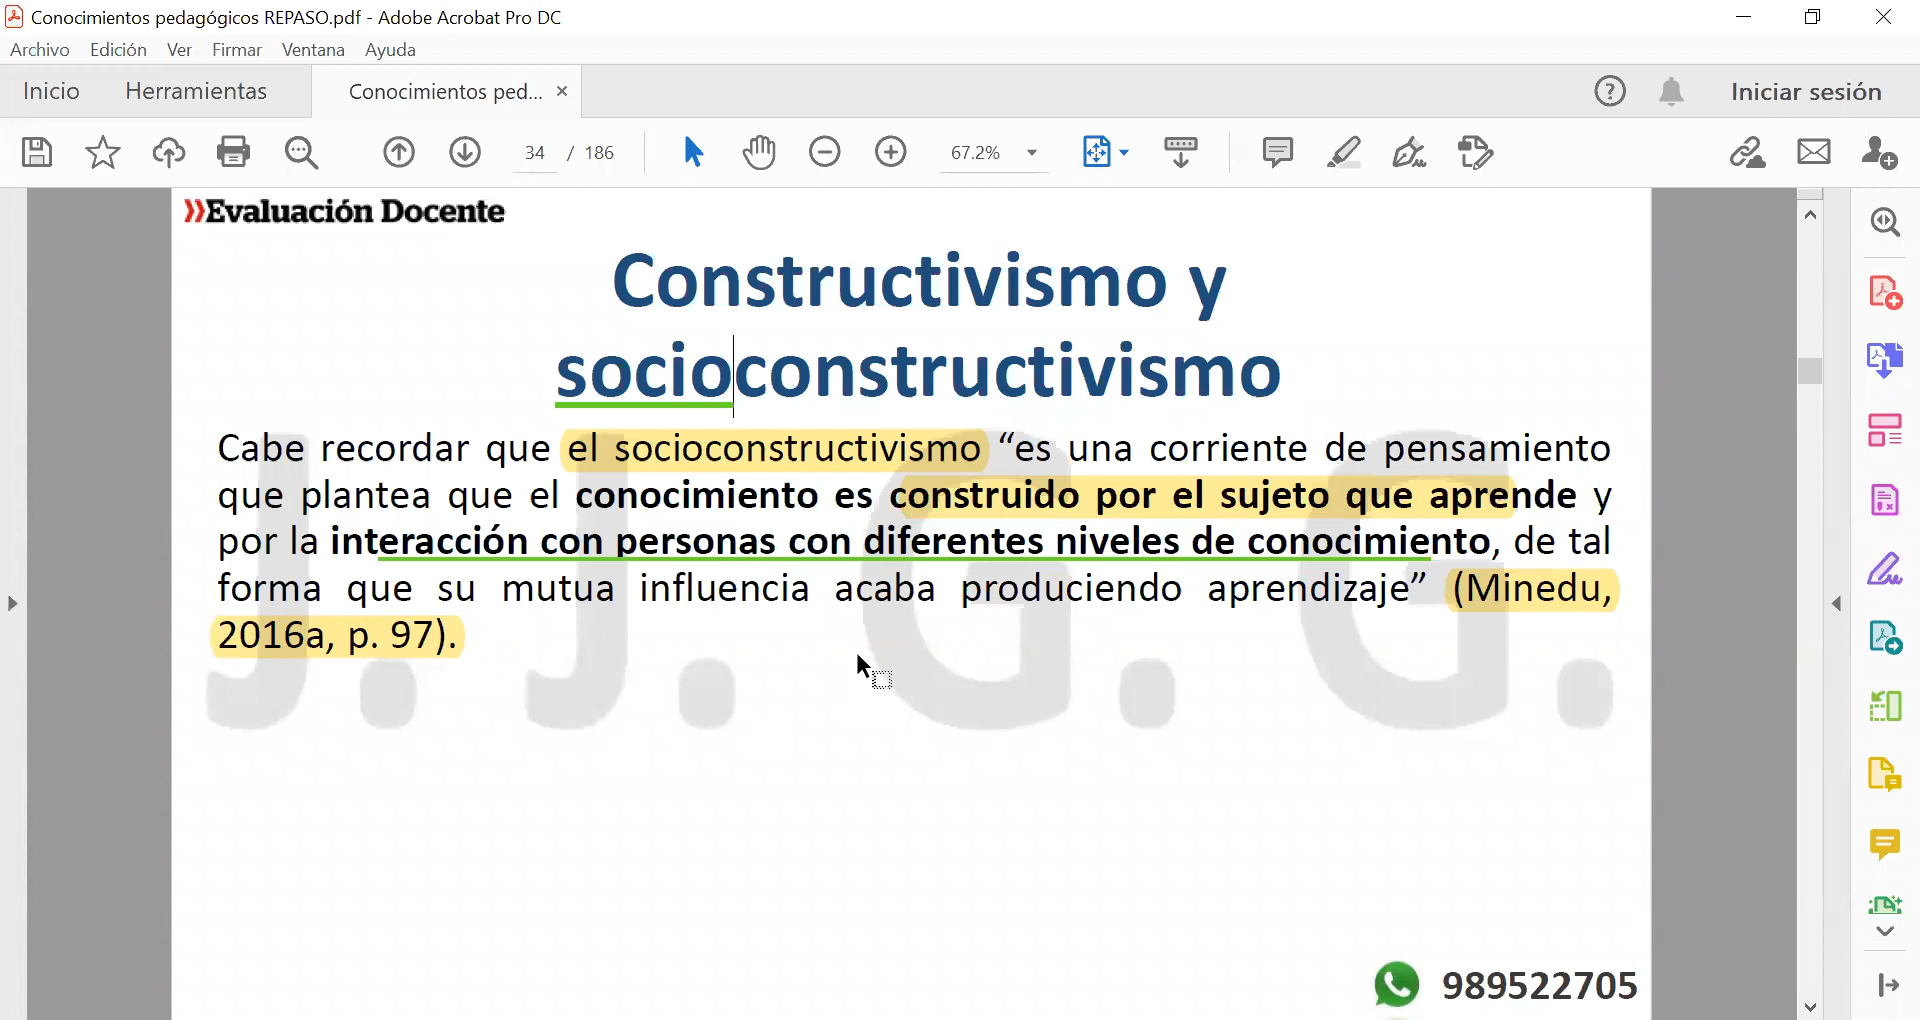 Conocimientos pedagógicos REPASO.pdf - Adobe Acrobat Pro DC
Archivo Edición Ver Firmar Ventana Ayuda
Inicio Herramientas Conocimientos ped... × Iniciar sesión
34 / 186 67.2%
Evaluación Docente
Constructivismo y
socioconstructivismo
Cabe recordar que el socioconstructivismo “es una corriente de pensamiento
que plantea que el conocimiento es construido por el sujeto que aprende y
por la interacción con personas con diferentes niveles de conocimiento, de tal
forma que su mutua influencia acaba produciendo aprendizaje” (Minedu,
2016a, p. 97).
J. J. G. G.
989522705